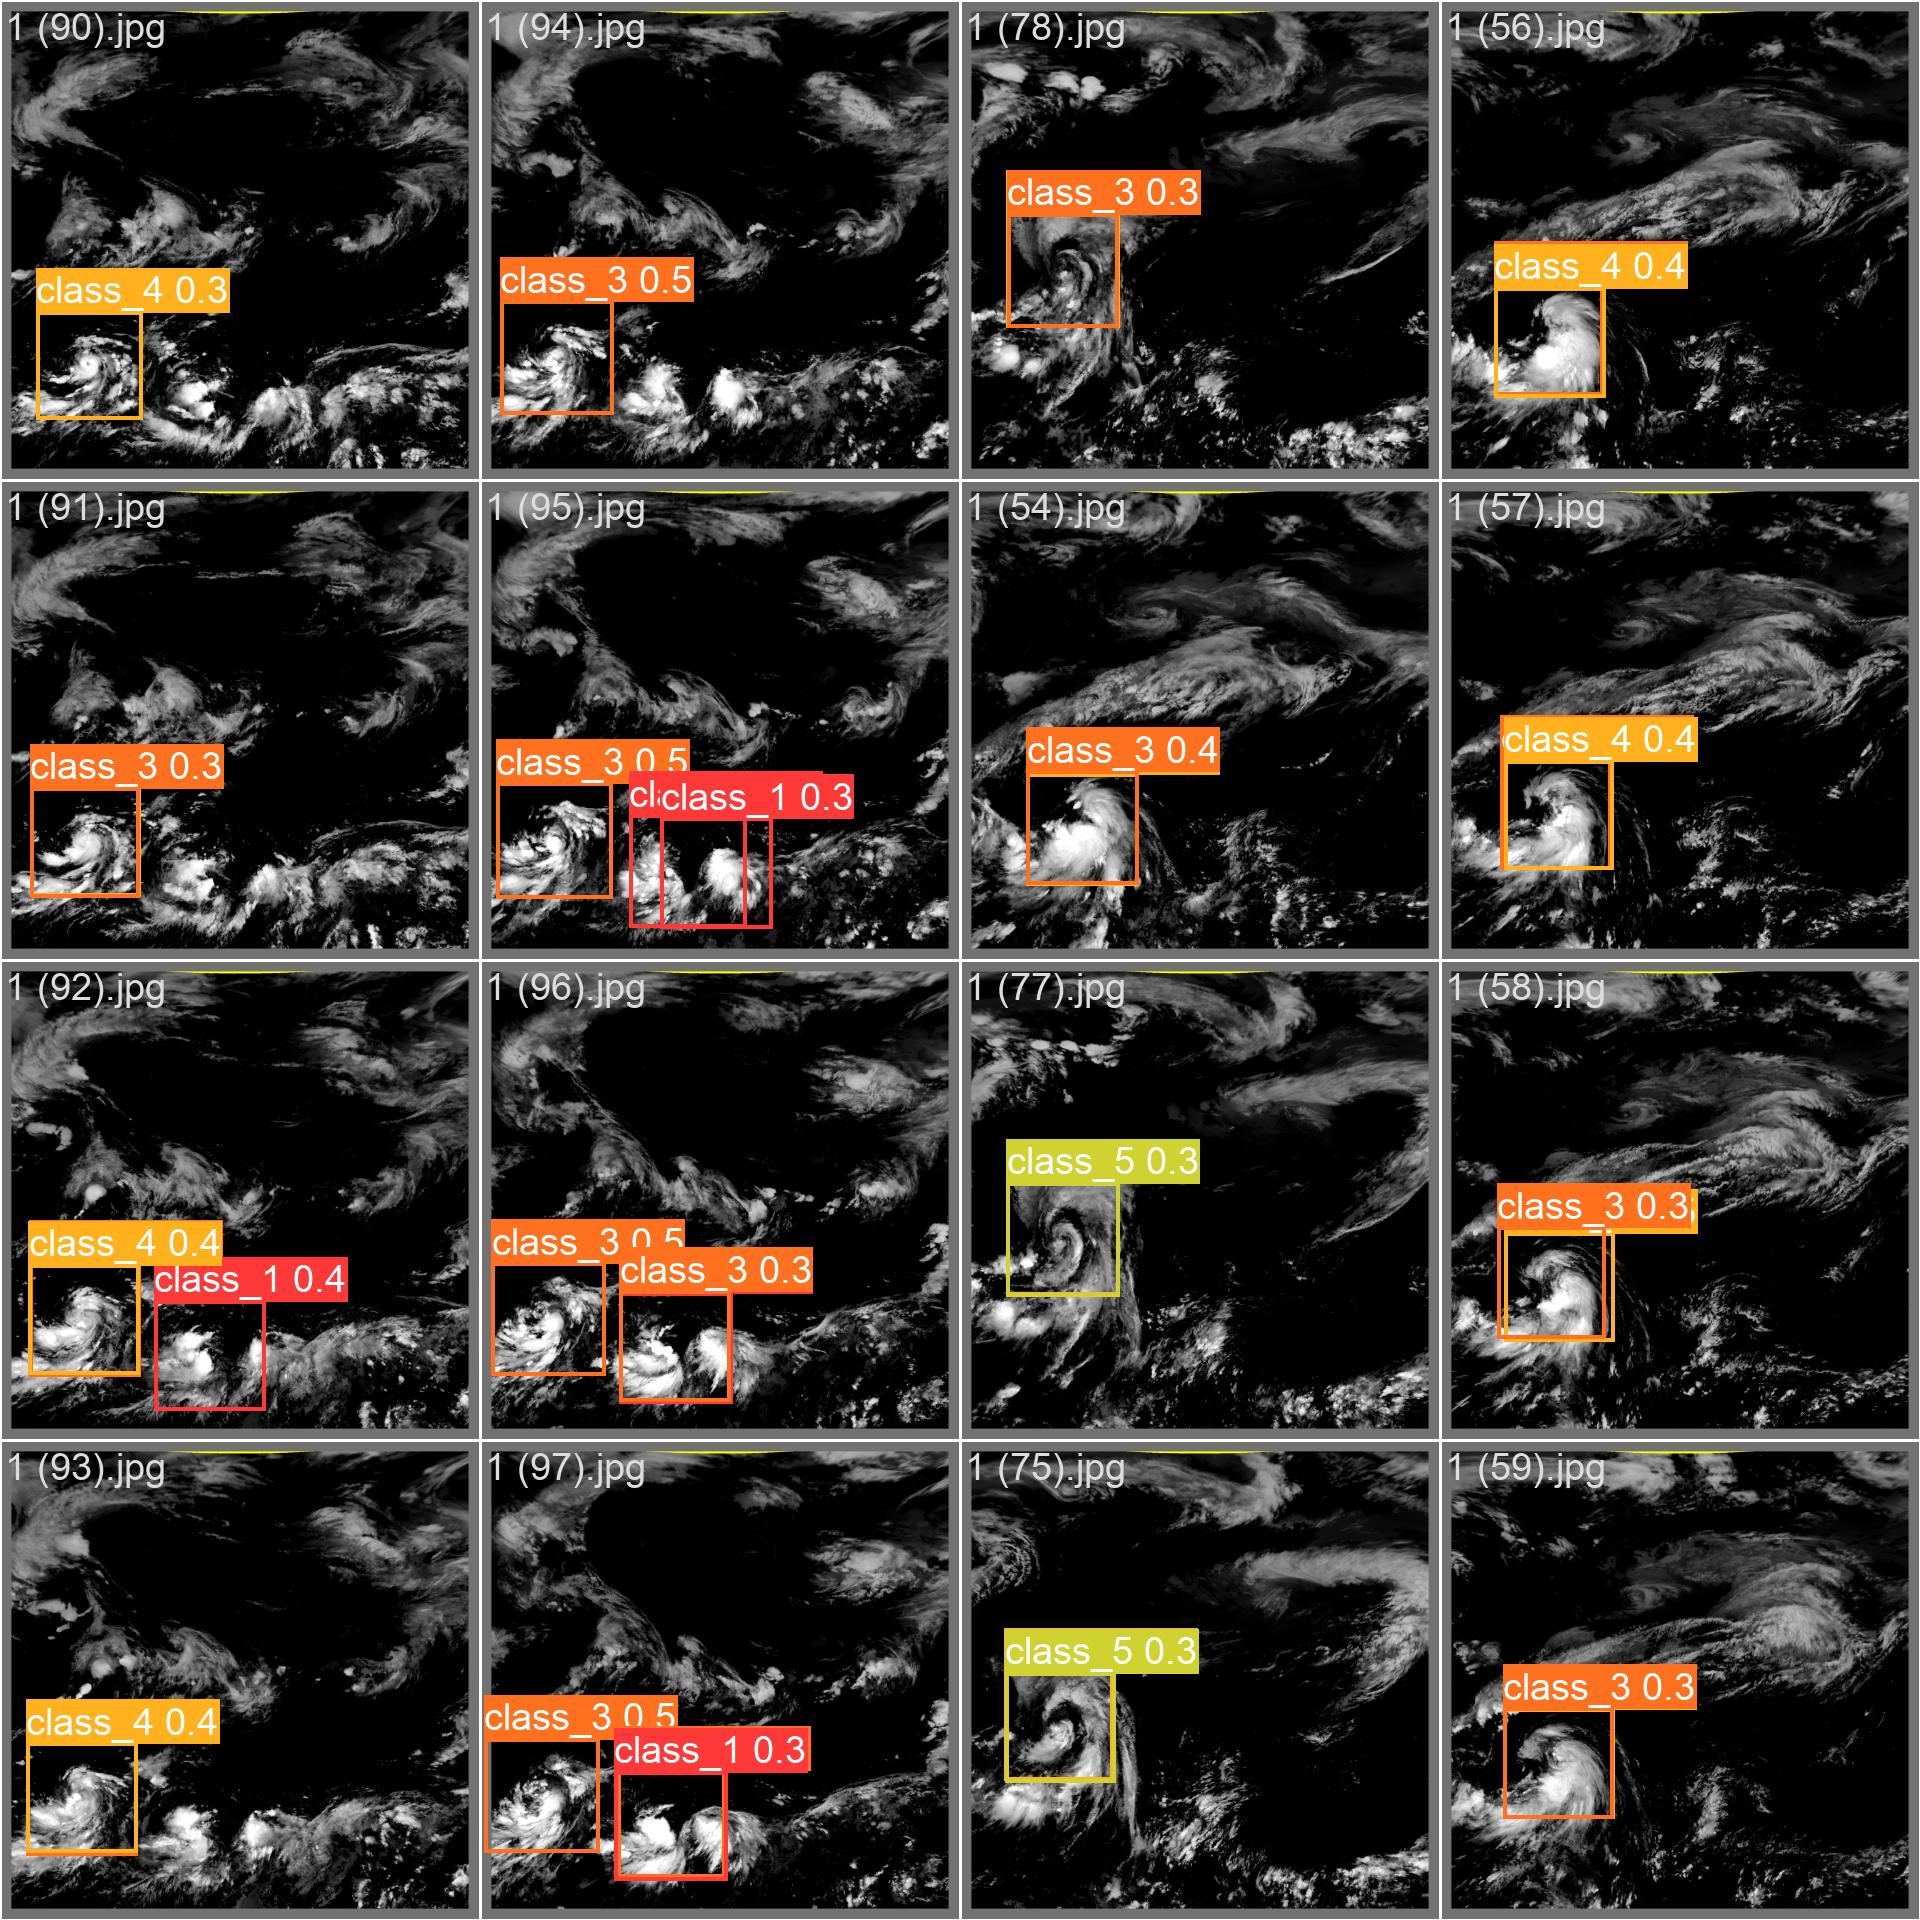 1 (90).jpg
class_4 0.3
1 (94).jpg
class_3 0.5
1 (78).jpg
class_3 0.3
1 (56).jpg
class_4 0.4
1 (91).jpg
class_3 0.3
1 (95).jpg
class_3 0.5
class_1 0.3
1 (54).jpg
class_3 0.4
1 (57).jpg
class_4 0.4
1 (92).jpg
class_4 0.4
class_1 0.4
1 (96).jpg
class_3 0.5
class_3 0.3
1 (77).jpg
class_5 0.3
1 (58).jpg
class_3 0.3
1 (93).jpg
class_4 0.4
1 (97).jpg
class_3 0.5
class_1 0.3
1 (75).jpg
class_5 0.3
1 (59).jpg
class_3 0.3